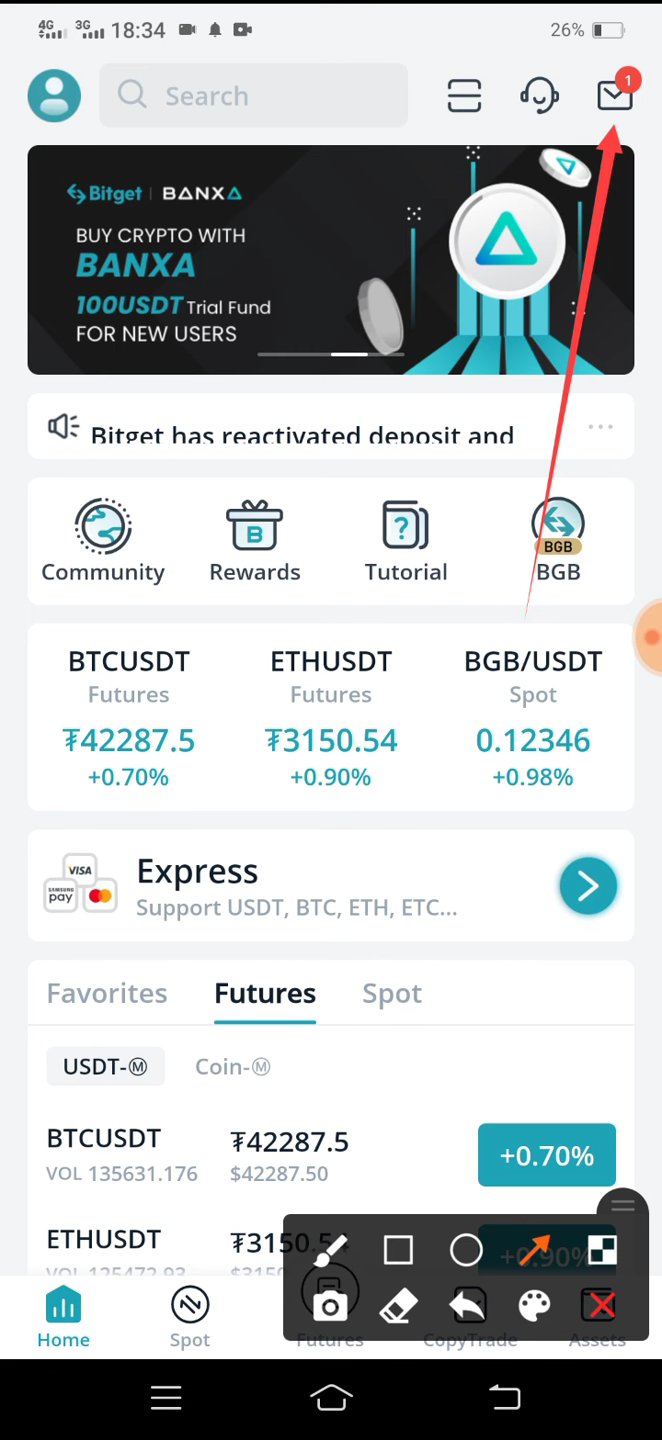 4G 3G 18:34 26%
Search 1
Bitget | BANXA
BUY CRYPTO WITH
BANXA
100USDT Trial Fund
FOR NEW USERS
Bitget has reactivated deposit and
Community Rewards Tutorial BGB BGB
BTCUSDT ETHUSDT BGB/USDT
Futures Futures Spot
₮42287.5 ₮3150.54 0.12346
+0.70% +0.90% +0.98%
VISA
SAMSUNG pay
Express
Support USDT, BTC, ETH, ETC...
Favorites Futures Spot
USDT-Ⓜ Coin-Ⓜ
BTCUSDT ₮42287.5 +0.70%
VOL 135631.176 $42287.50
ETHUSDT ₮3150.54 +0.90%
VOL 125472.93 $3150
Home Spot Futures CopyTrade Assets